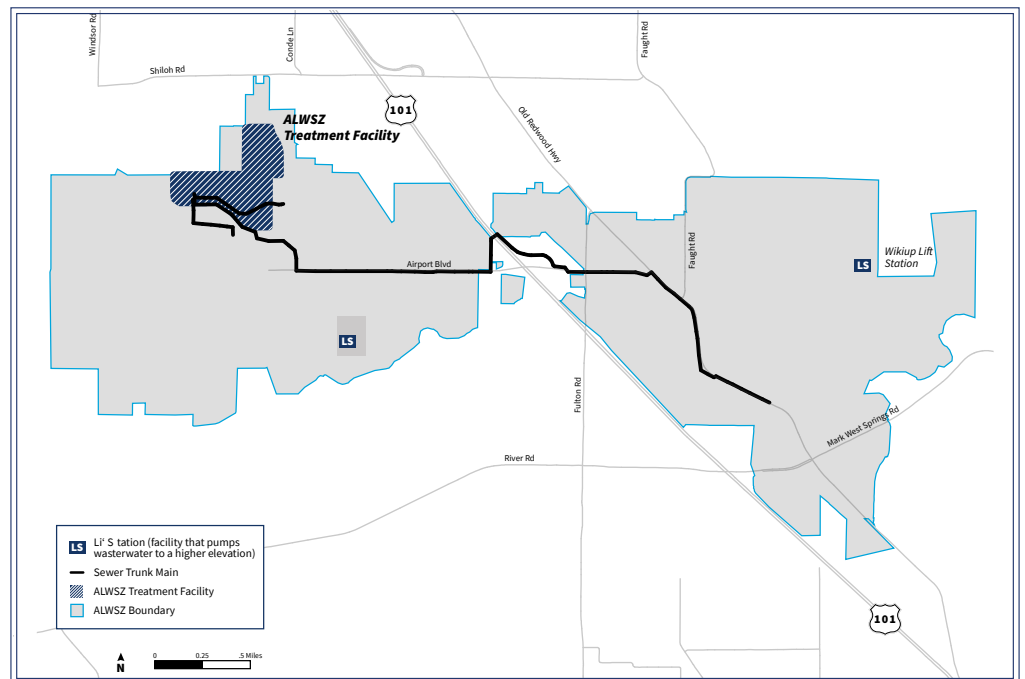 Windsor Rd
Conde Ln
Faught Rd
Shiloh Rd
101
ALWSZ
Treatment Facility
Old Redwood Hwy
Faught Rd
Wikiup Lift
Station
LS
Airport Blvd
LS
Fulton Rd
Mark West Springs Rd
River Rd
LS
Li‘ S tation (facility that pumps
wasterwater to a higher elevation)
Sewer Trunk Main
ALWSZ Treatment Facility
ALWSZ Boundary
101
N
0 0.25 .5 Miles